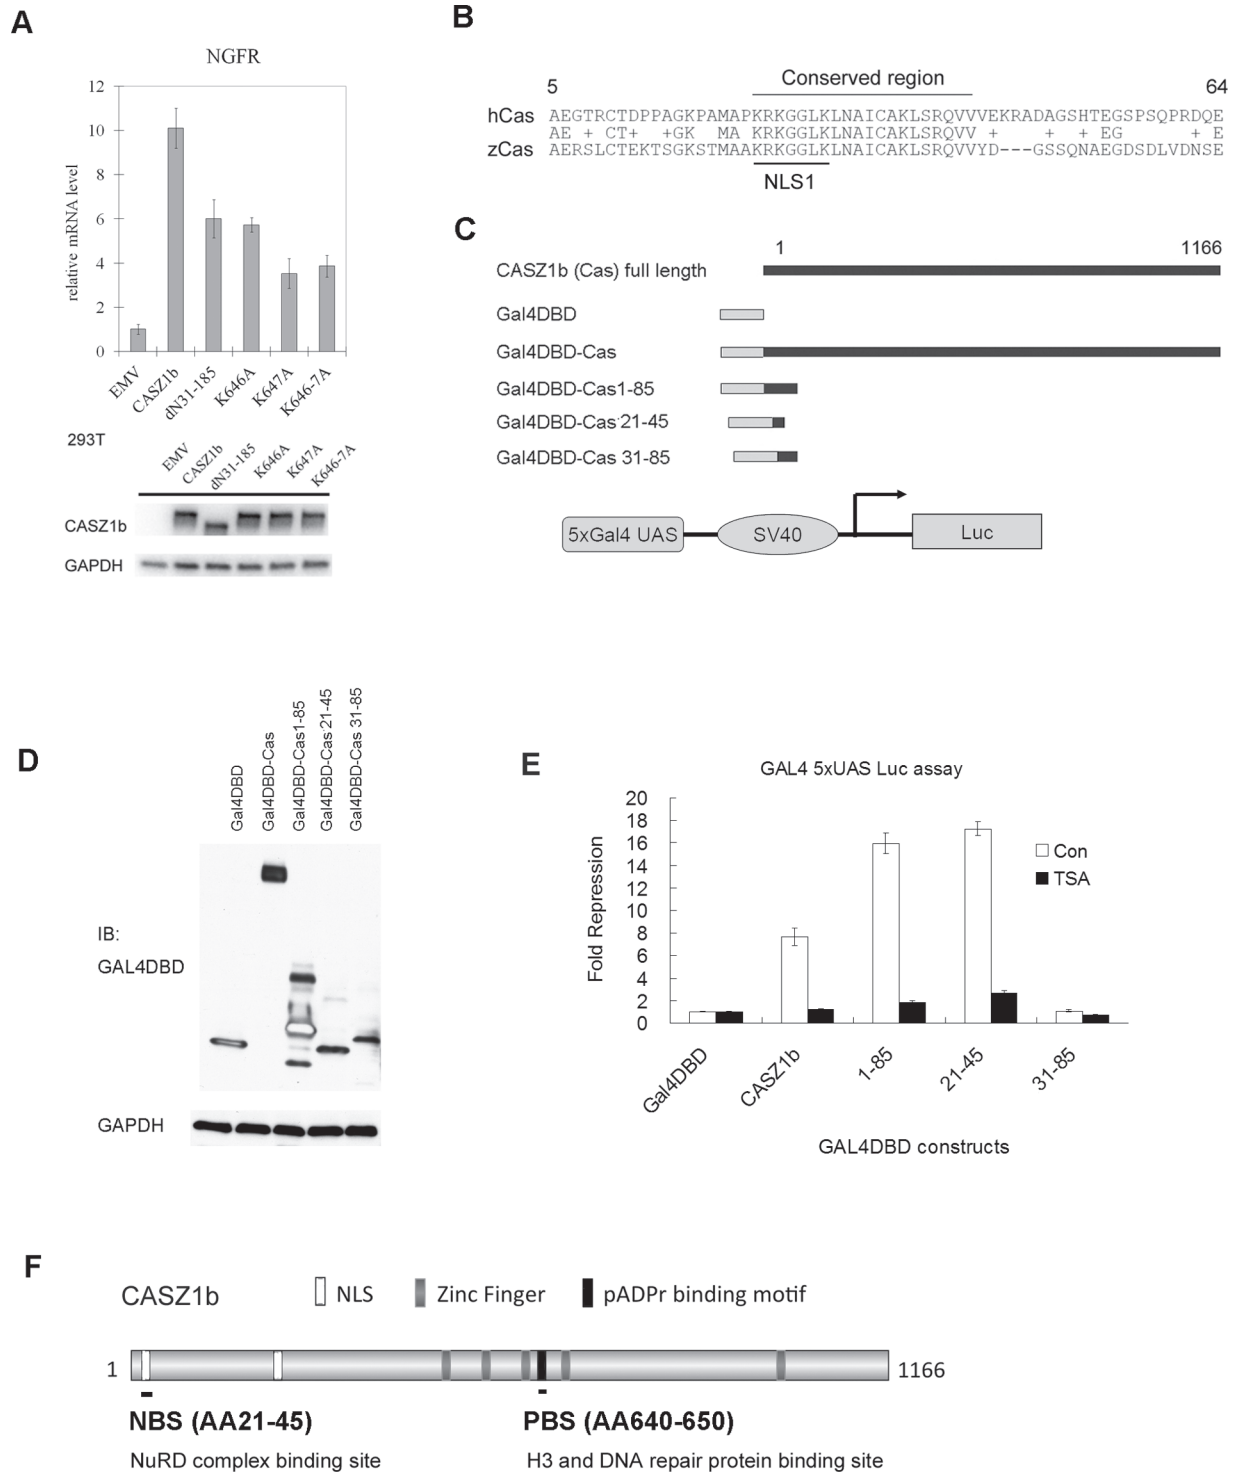 A
NGFR
relative mRNA level
12
10
8
6
4
2
0
EMV
CASZ1b
dN31-185
K646A
K647A
K646-7A
293T
EMV
CASZ1b
dN31-185
K646A
K647A
K646-7A
CASZ1b
GAPDH
B
Conserved region
5
64
hCas AEGTRCTDPPAGKPAMAPKRKGGLKLNAICAKLSRQVVVEKRADAGSHTEGSPSQPRDQE
AE + CT+ +GK MA KRKGGLKLNAICAKLSRQVV + + + EG + E
zCas AERSLCTEKTSGKSTMAAKRKGGLKLNAICAKLSRQVVYD---GSSQNAEGDSDLVDNSE
NLS1
C
1
1166
CASZ1b (Cas) full length
Gal4DBD
Gal4DBD-Cas
Gal4DBD-Cas1-85
Gal4DBD-Cas 21-45
Gal4DBD-Cas 31-85
5xGal4 UAS
SV40
Luc
D
Gal4DBD
Gal4DBD-Cas
Gal4DBD-Cas1-85
Gal4DBD-Cas 21-45
Gal4DBD-Cas 31-85
IB:
GAL4DBD
GAPDH
E
GAL4 5xUAS Luc assay
Fold Repression
20
18
16
14
12
10
8
6
4
2
0
Con
TSA
Gal4DBD
CASZ1b
1-85
21-45
31-85
GAL4DBD constructs
F
CASZ1b
NLS
Zinc Finger
pADPr binding motif
1
1166
NBS (AA21-45)
PBS (AA640-650)
NuRD complex binding site
H3 and DNA repair protein binding site